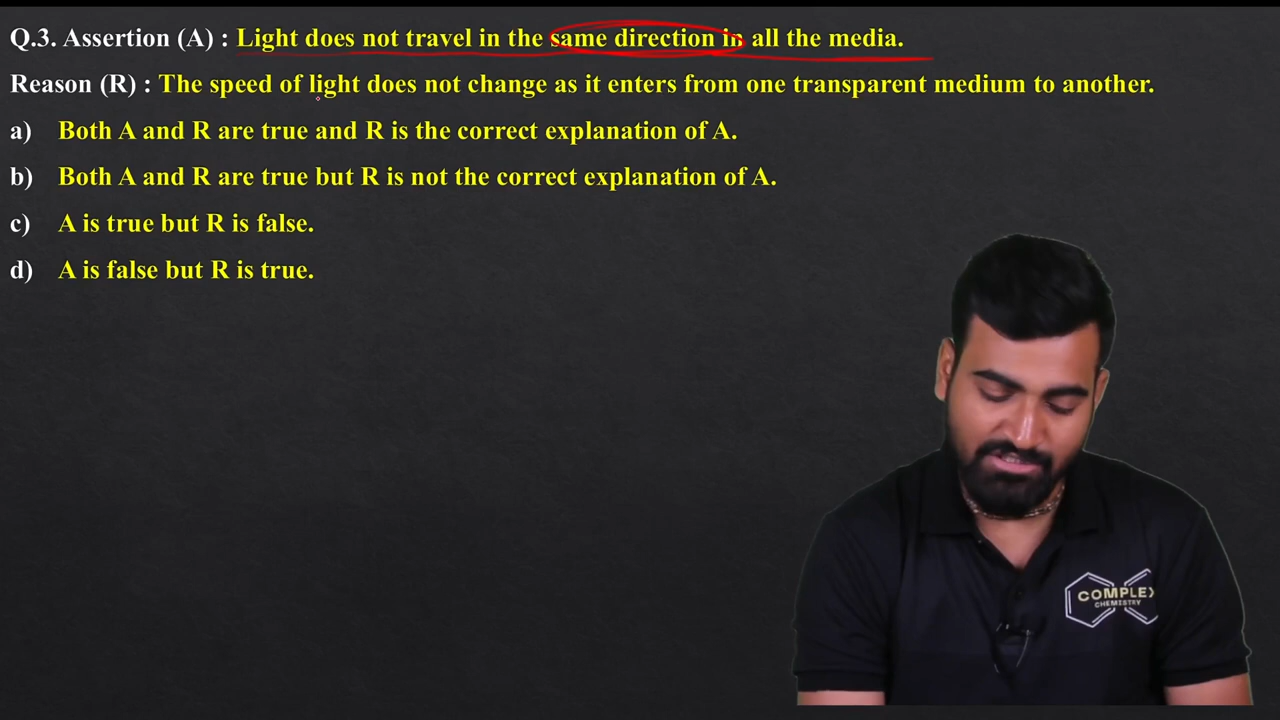 Q.3. Assertion (A) : Light does not travel in the same direction in all the media.
Reason (R) : The speed of light does not change as it enters from one transparent medium to another.
a) Both A and R are true and R is the correct explanation of A.
b) Both A and R are true but R is not the correct explanation of A.
c) A is true but R is false.
d) A is false but R is true.
COMPLEX
CHEMISTRY